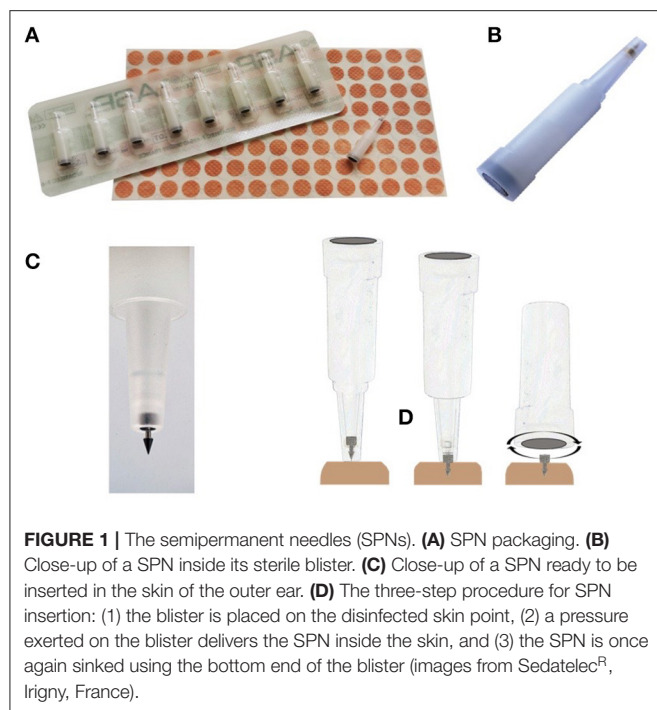 A
B
ASP
C
D
FIGURE 1 | The semipermanent needles (SPNs). (A) SPN packaging. (B)
Close-up of a SPN inside its sterile blister. (C) Close-up of a SPN ready to be
inserted in the skin of the outer ear. (D) The three-step procedure for SPN
insertion: (1) the blister is placed on the disinfected skin point, (2) a pressure
exerted on the blister delivers the SPN inside the skin, and (3) the SPN is once
again sinked using the bottom end of the blister (images from Sedatelecᴿ,
Irigny, France).